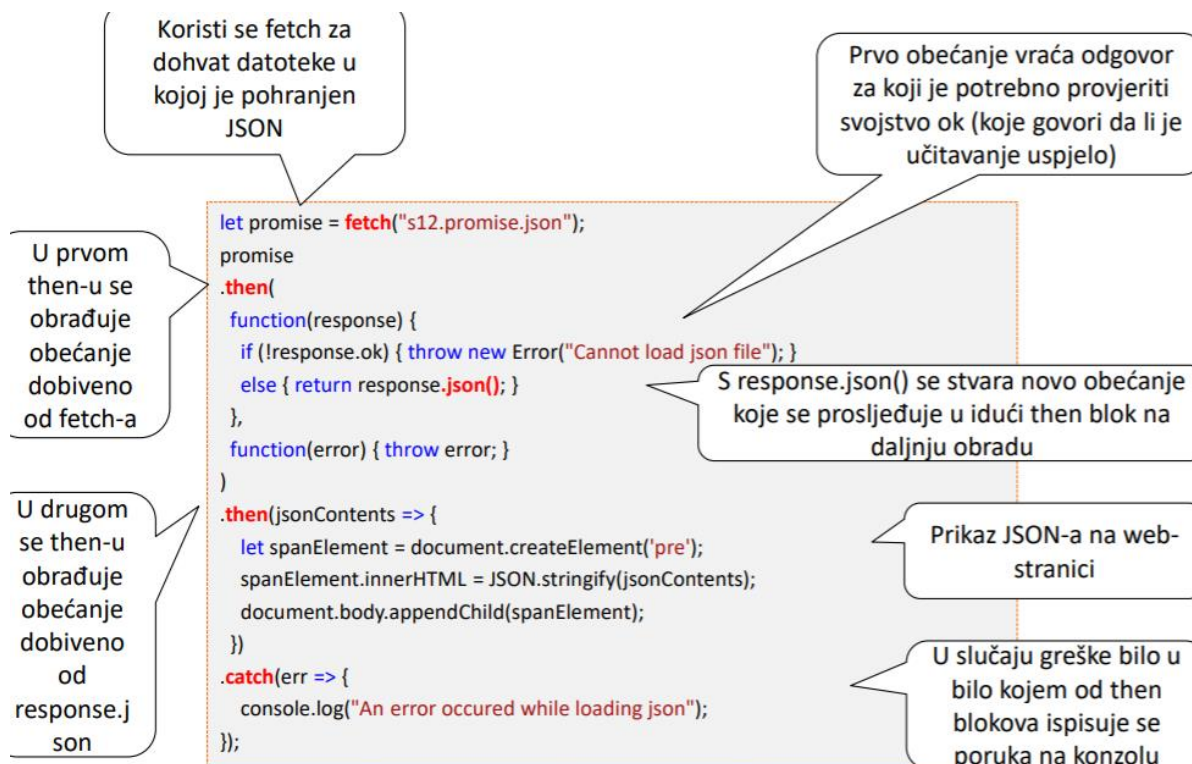 Koristi se fetch za
dohvat datoteke u
kojoj je pohranjen
JSON
Prvo obećanje vraća odgovor
za koji je potrebno provjeriti
svojstvo ok (koje govori da li je
učitavanje uspjelo)
U prvom
then-u se
obrađuje
obećanje
dobiveno
od fetch-a
let promise = fetch("s12.promise.json");
promise
.then(
function(response) {
if (!response.ok) { throw new Error("Cannot load json file"); }
else { return response.json(); }
},
function(error) { throw error; }
)
S response.json() se stvara novo obećanje
koje se prosljeđuje u idući then blok na
daljnju obradu
U drugom
se then-u
obrađuje
obećanje
dobiveno
od
response.j
son
.then(jsonContents => {
let spanElement = document.createElement('pre');
spanElement.innerHTML = JSON.stringify(jsonContents);
document.body.appendChild(spanElement);
})
Prikaz JSON-a na web-
stranici
.catch(err => {
console.log("An error occured while loading json");
});
U slučaju greške bilo u
bilo kojem od then
blokova ispisuje se
poruka na konzolu